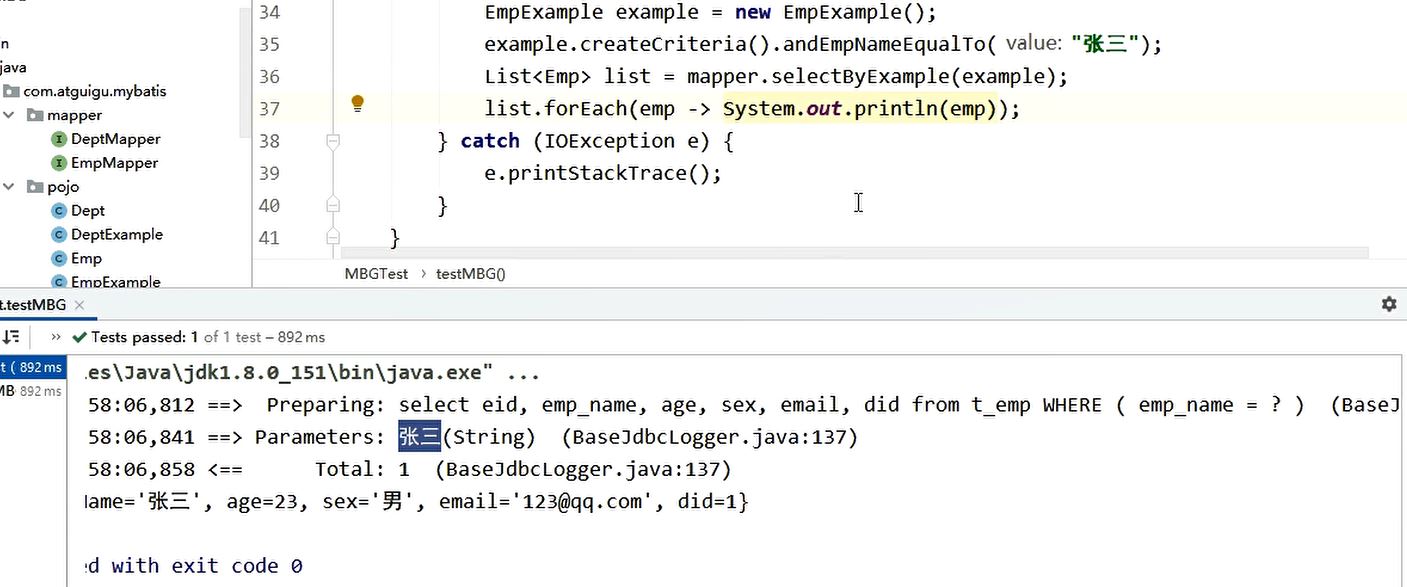 34 EmpExample example = new EmpExample();
35 example.createCriteria().andEmpNameEqualTo( value: "张三");
36 List<Emp> list = mapper.selectByExample(example);
37 list.forEach(emp -> System.out.println(emp));
38 } catch (IOException e) {
39 e.printStackTrace();
40 }
41 }
n
java
com.atguigu.mybatis
mapper
I DeptMapper
I EmpMapper
pojo
C Dept
C DeptExample
C Emp
C EmpExample
MBGTest > testMBG()
t.testMBG ×
» Tests passed: 1 of 1 test – 892 ms
t ( 892 ms
MB 892 ms
es\Java\jdk1.8.0_151\bin\java.exe" ...
58:06,812 ==> Preparing: select eid, emp_name, age, sex, email, did from t_emp WHERE ( emp_name = ? ) (BaseJ
58:06,841 ==> Parameters: 张三(String) (BaseJdbcLogger.java:137)
58:06,858 <== Total: 1 (BaseJdbcLogger.java:137)
Name='张三', age=23, sex='男', email='123@qq.com', did=1}
ed with exit code 0